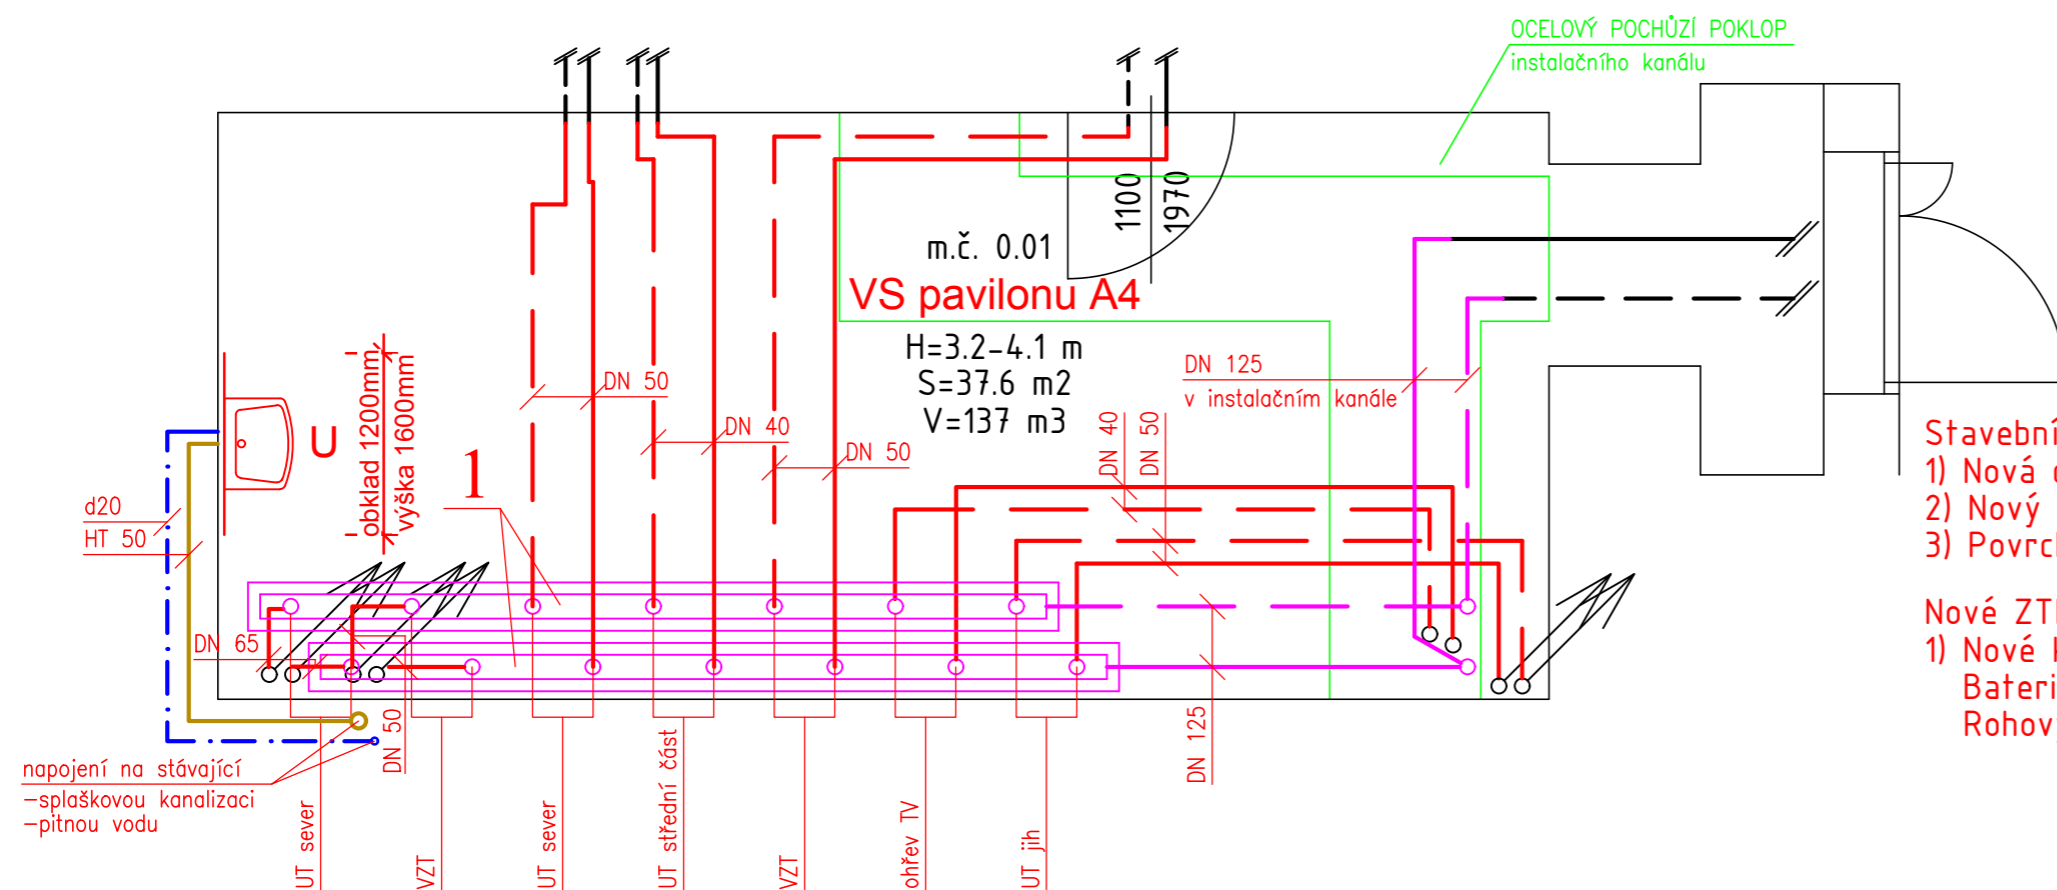 OCELOVÝ POCHŮZÍ POKLOP
instalačního kanálu
1100
1970
m.č. 0.01
VS pavilonu A4
H=3.2-4.1 m
S=37.6 m2
V=137 m3
DN 50
DN 40
DN 50
DN 125
v instalačním kanále
DN 40
DN 50
U
obklad 1200mm,
výška 1600mm
1
d20
HT 50
DN 65
DN 50
DN 125
napojení na stávající
-splaškovou kanalizaci
-pitnou vodu
UT sever
VZT
UT sever
UT střední část
VZT
ohřev TV
UT jih
Stavební
1) Nová
2) Nový
3)
Nové
1) Nové